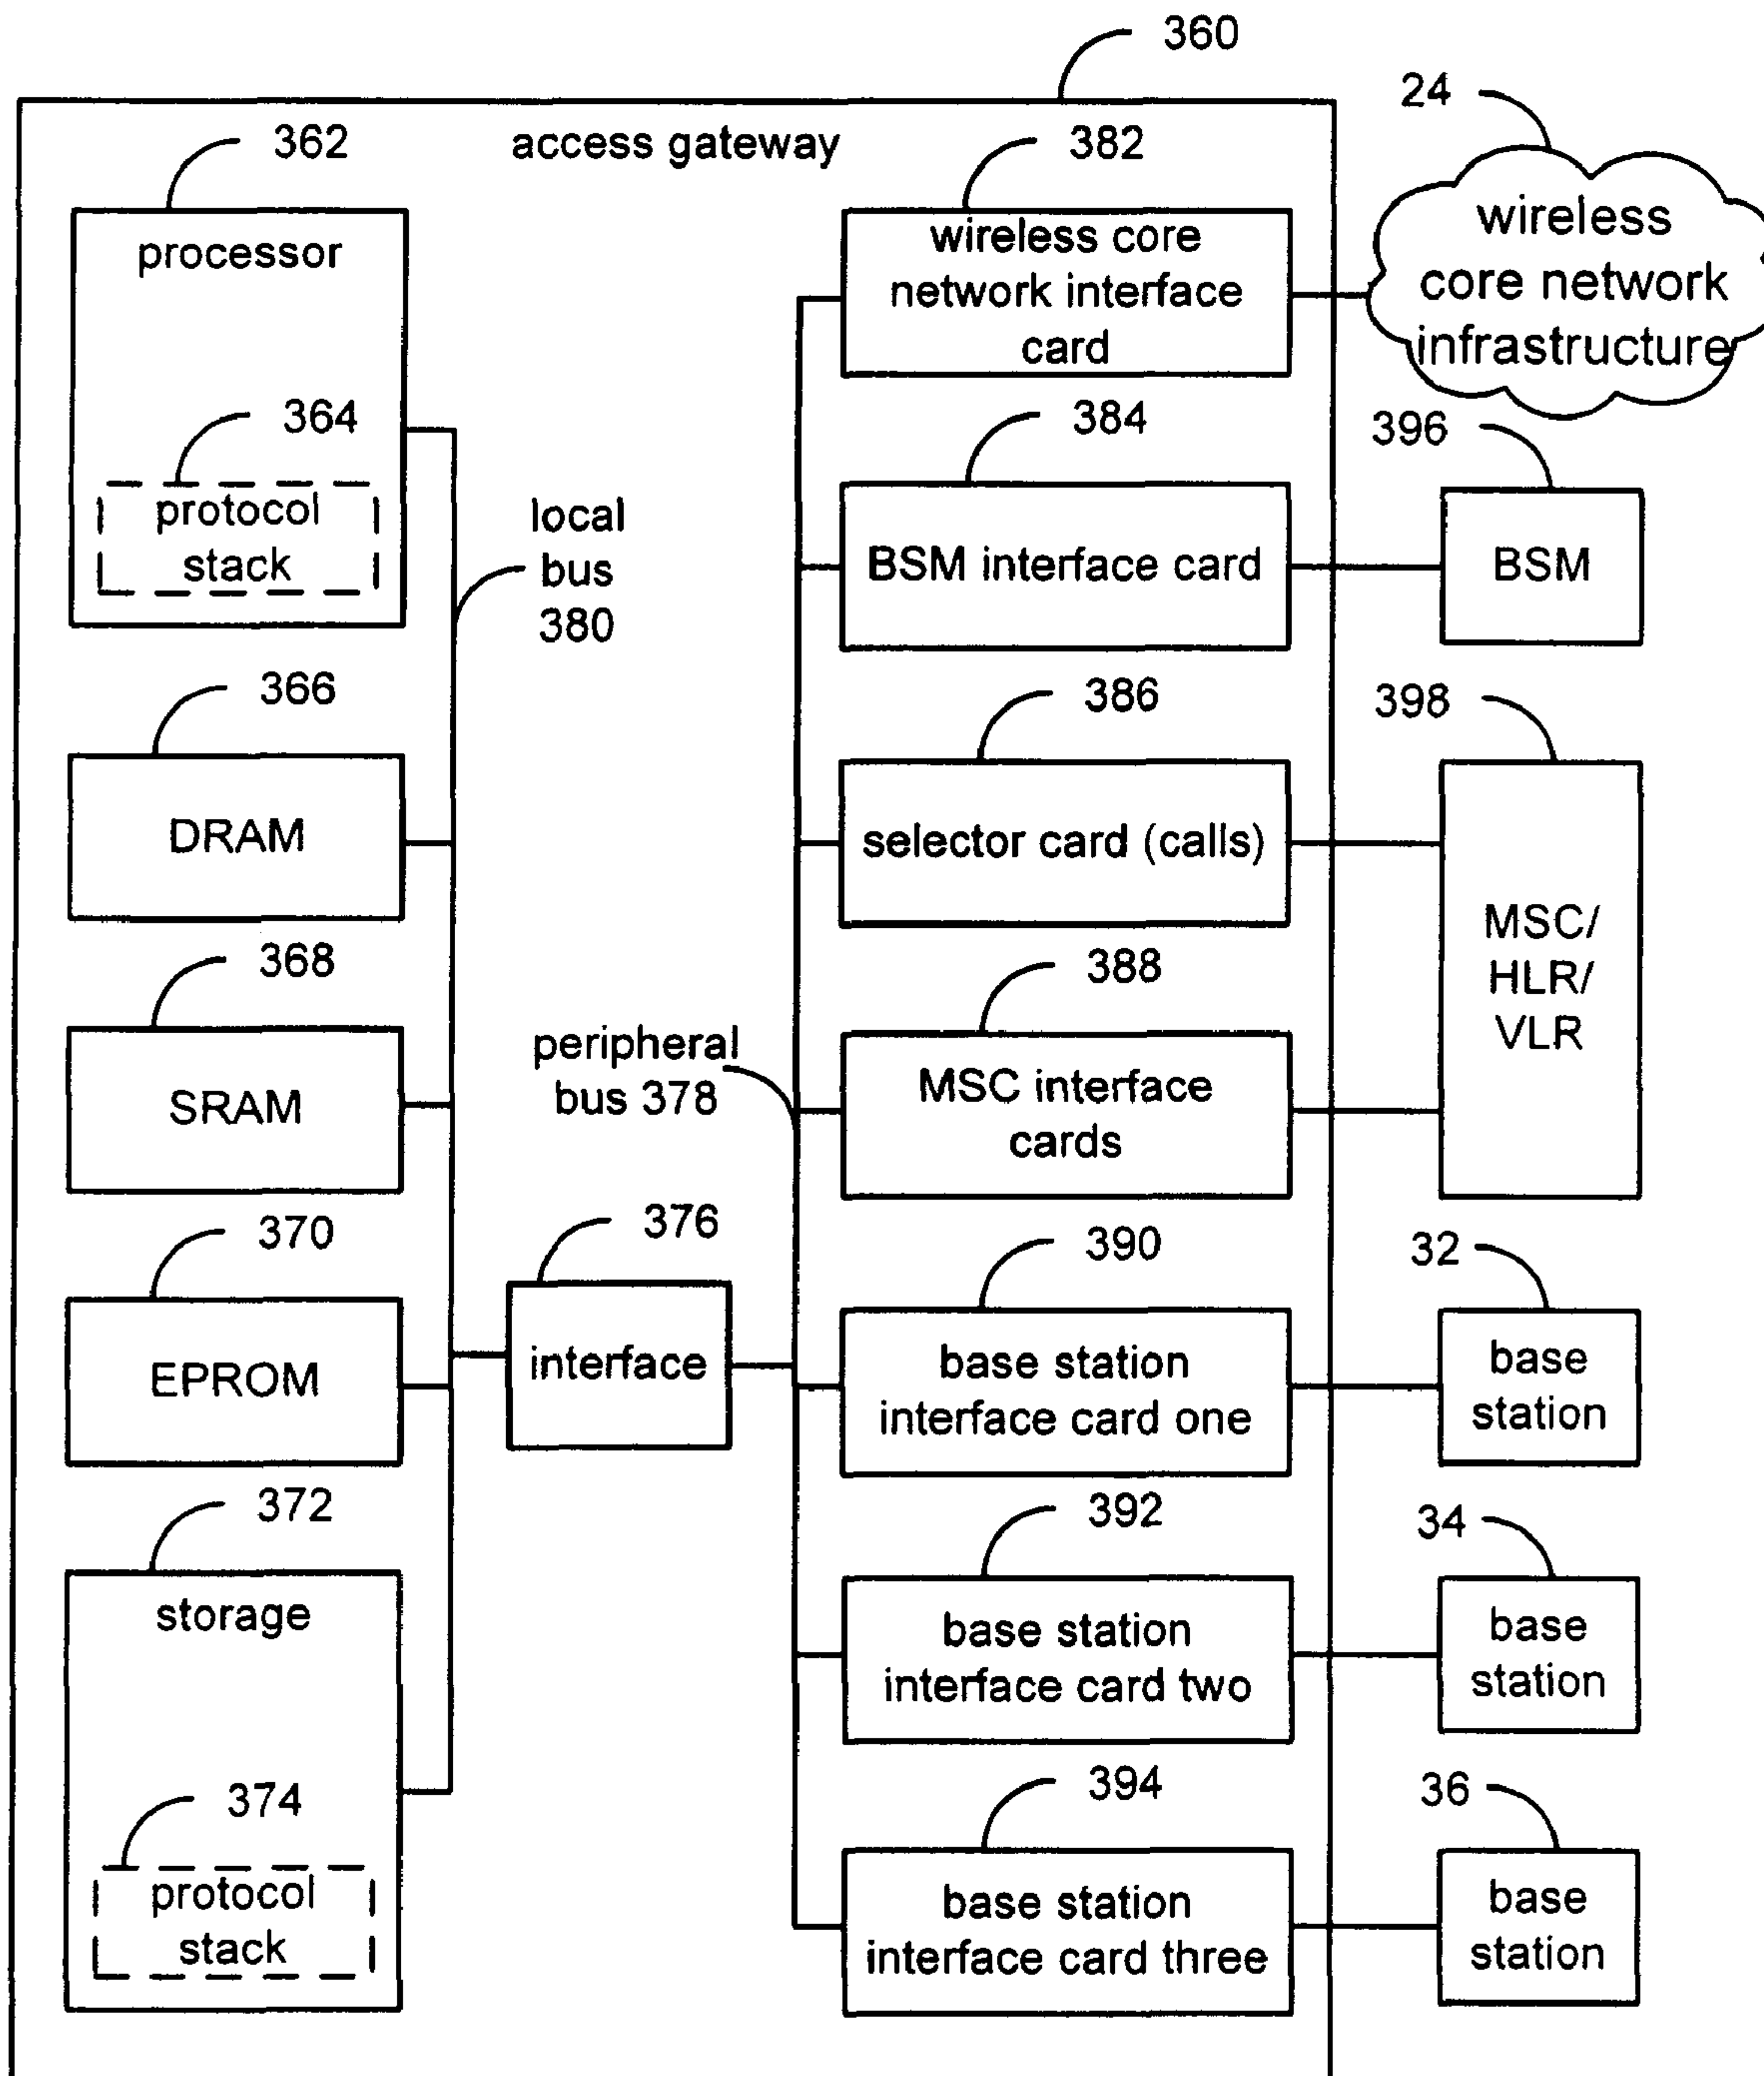 360
24
access gateway
362
382
processor
wireless core
network interface
card
wireless
core network
infrastructure
364
protocol
stack
local
bus
380
384
BSM interface card
396
BSM
366
DRAM
386
selector card (calls)
398
MSC/
HLR/
VLR
368
SRAM
peripheral
bus 378
388
MSC interface
cards
370
EPROM
376
interface
390
base station
interface card one
32
base
station
372
storage
392
base station
interface card two
34
base
station
374
protocol
stack
394
base station
interface card three
36
base
station